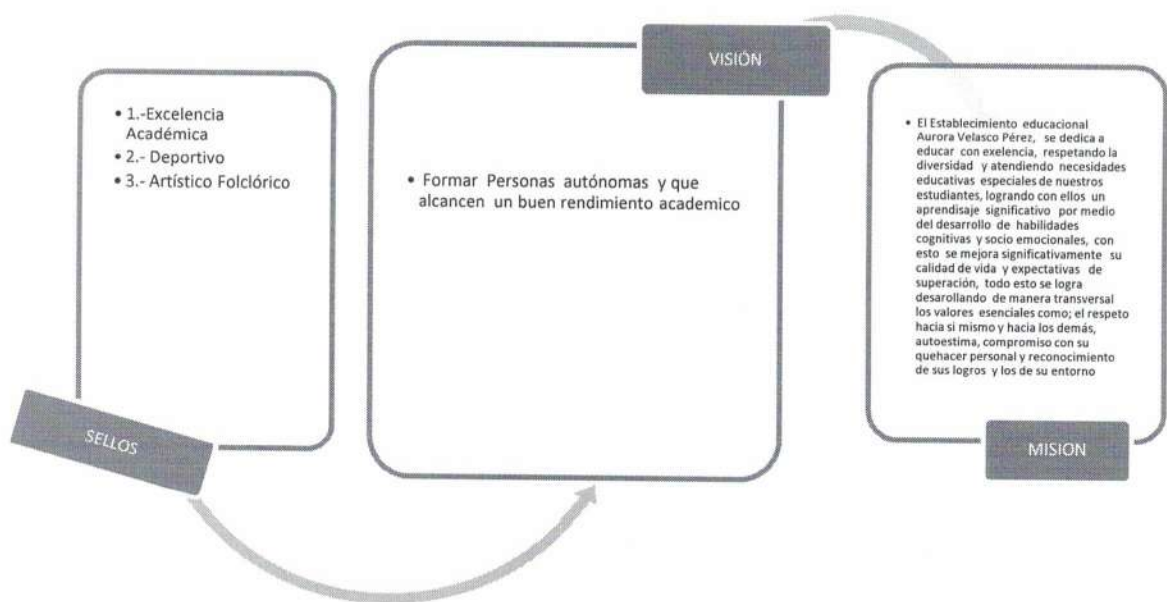 • 1.-Excelencia
Académica
• 2.- Deportivo
• 3.- Artístico Folclórico
SELLOS
VISIÓN
• Formar Personas autónomas y que
alcancen un buen rendimiento academico
• El Establecimiento educacional
Aurora Velasco Pérez, se dedica a
educar con exelencia, respetando la
diversidad y atendiendo necesidades
educativas especiales de nuestros
estudiantes, logrando con ellos un
aprendisaje significativo por medio
del desarrollo de habilidades
cognitivas y socio emocionales, con
esto se mejora significativamente su
calidad de vida y expectativas de
superación, todo esto se logra
desarollando de manera transversal
los valores esenciales como; el respeto
hacia si mismo y hacia los demás,
autoestima, compromiso con su
quehacer personal y reconocimiento
de sus logros y los de su entorno
MISION